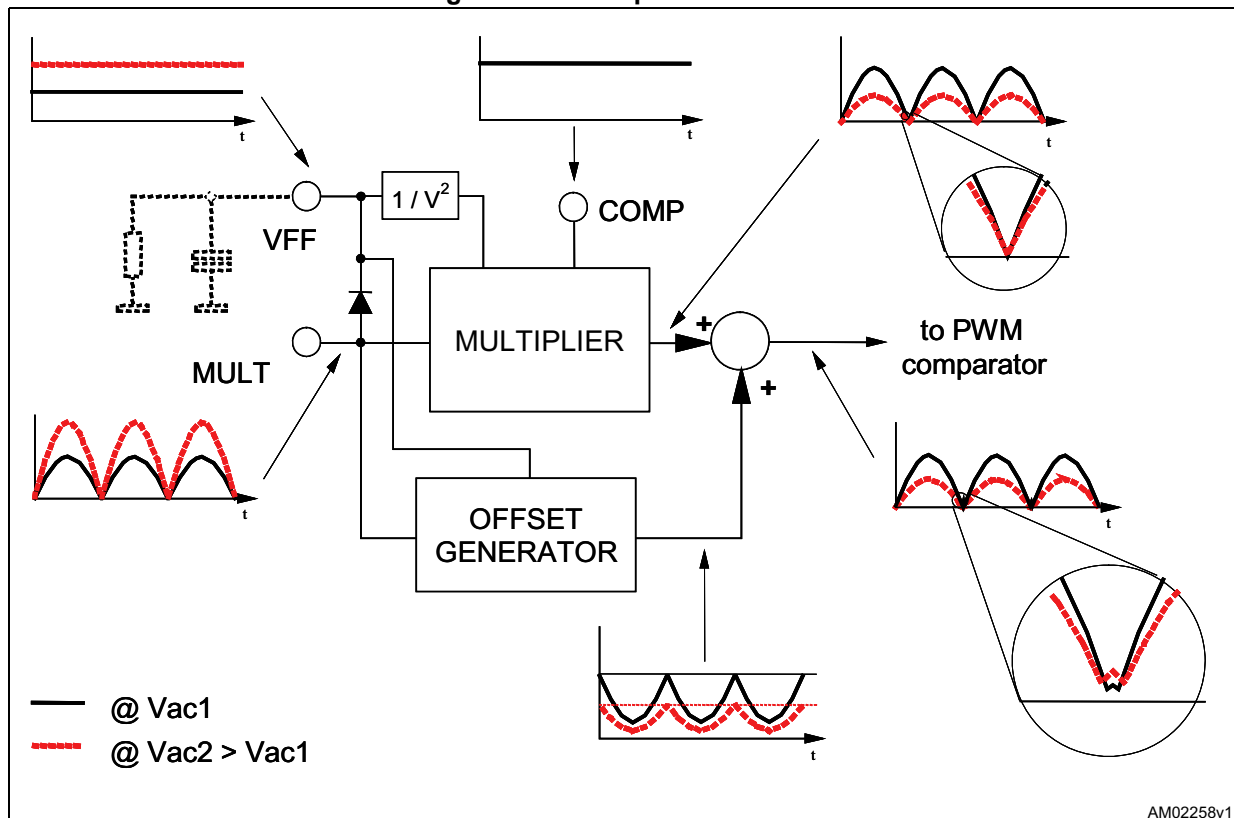 t
t
t
1 / V²
VFF
COMP
MULTIPLIER
+
to PWM
comparator
MULT
+
t
t
OFFSET
GENERATOR
@ Vac1
t
@ Vac2 > Vac1
AM02258v1